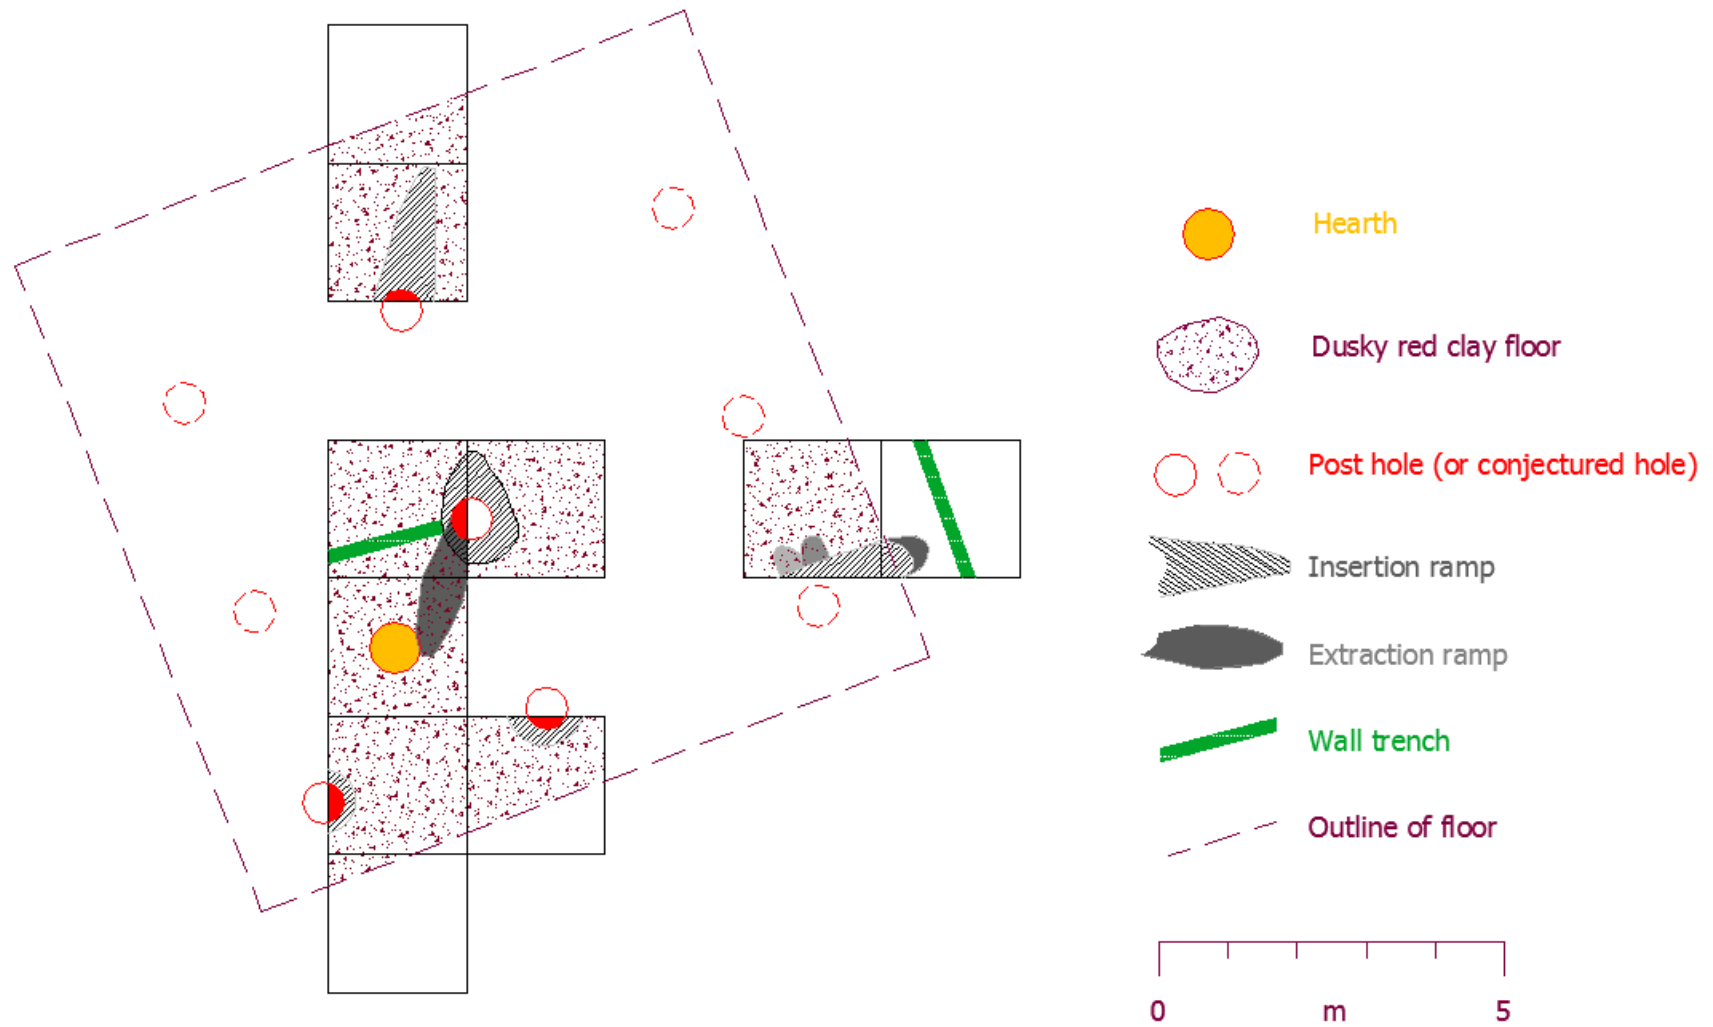 Hearth
Dusky red clay floor
Post hole (or conjectured hole)
Insertion ramp
Extraction ramp
Wall trench
Outline of floor
0 m 5